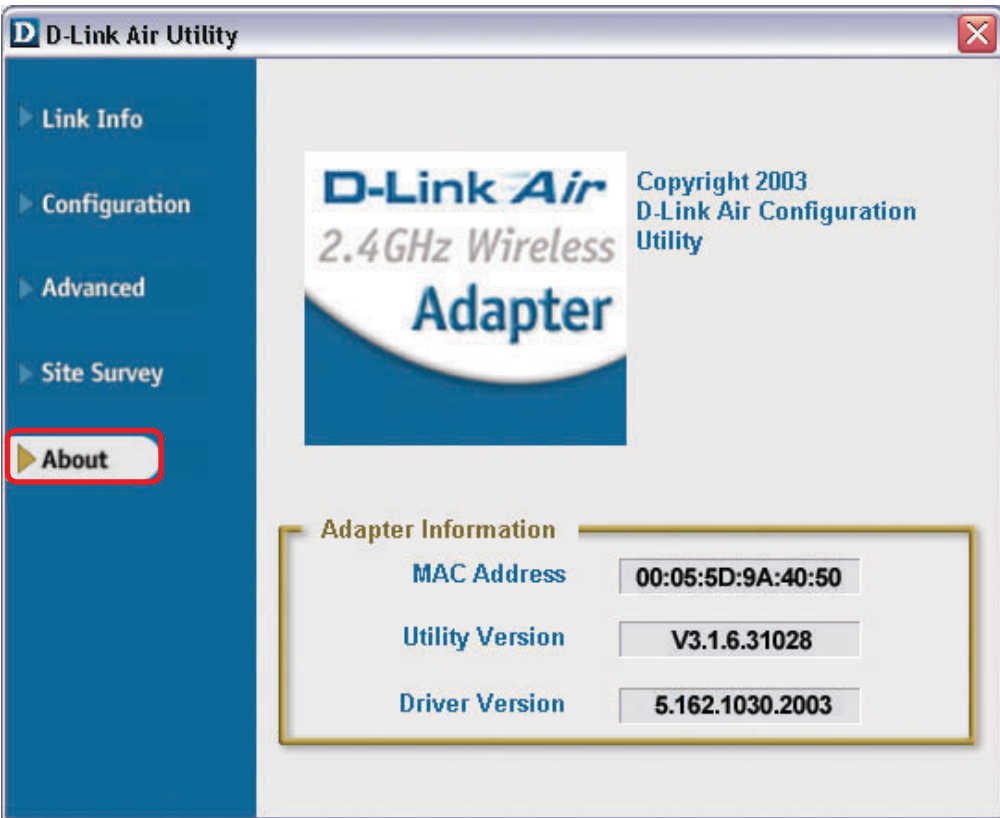 D D-Link Air Utility
Link Info
Configuration
Advanced
Site Survey
About
D-Link Air
2.4GHz Wireless
Adapter
Copyright 2003
D-Link Air Configuration
Utility
Adapter Information
MAC Address 00:05:5D:9A:40:50
Utility Version V3.1.6.31028
Driver Version 5.162.1030.2003